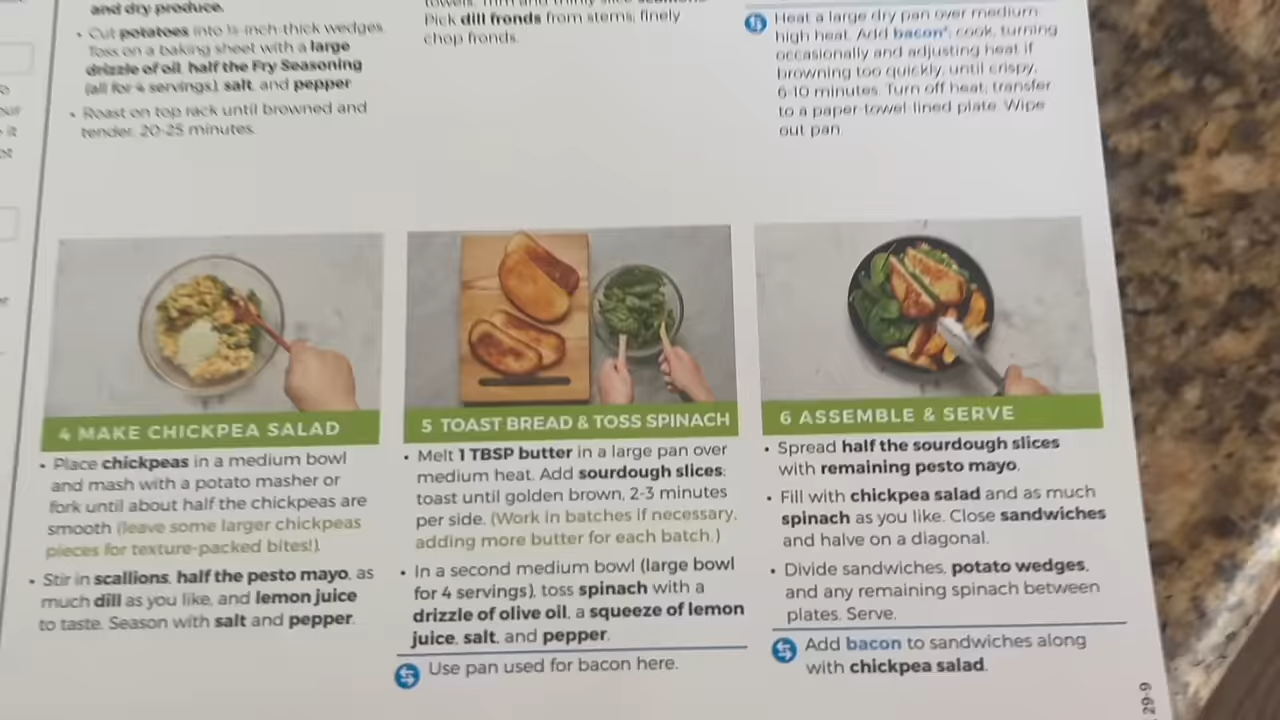 and dry produce.
• Cut potatoes into ½-inch-thick wedges.
Toss on a baking sheet with a large
drizzle of oil, half the Fry Seasoning
(all for 4 servings), salt, and pepper.
• Roast on top rack until browned and
tender, 20-25 minutes.
Pick dill fronds from stems; finely
chop fronds.
Heat a large dry pan over medium-
high heat. Add bacon*; cook, turning
occasionally and adjusting heat if
browning too quickly, until crispy,
6-10 minutes. Turn off heat; transfer
to a paper-towel-lined plate. Wipe
out pan.
4 MAKE CHICKPEA SALAD
• Place chickpeas in a medium bowl
and mash with a potato masher or
fork until about half the chickpeas are
smooth (leave some larger chickpeas
pieces for texture-packed bites!).
• Stir in scallions, half the pesto mayo, as
much dill as you like, and lemon juice
to taste. Season with salt and pepper.
5 TOAST BREAD & TOSS SPINACH
• Melt 1 TBSP butter in a large pan over
medium heat. Add sourdough slices;
toast until golden brown, 2-3 minutes
per side. (Work in batches if necessary,
adding more butter for each batch.)
• In a second medium bowl (large bowl
for 4 servings), toss spinach with a
drizzle of olive oil, a squeeze of lemon
juice, salt, and pepper.
Use pan used for bacon here.
6 ASSEMBLE & SERVE
• Spread half the sourdough slices
with remaining pesto mayo.
• Fill with chickpea salad and as much
spinach as you like. Close sandwiches
and halve on a diagonal.
• Divide sandwiches, potato wedges,
and any remaining spinach between
plates. Serve.
Add bacon to sandwiches along
with chickpea salad.
29-9